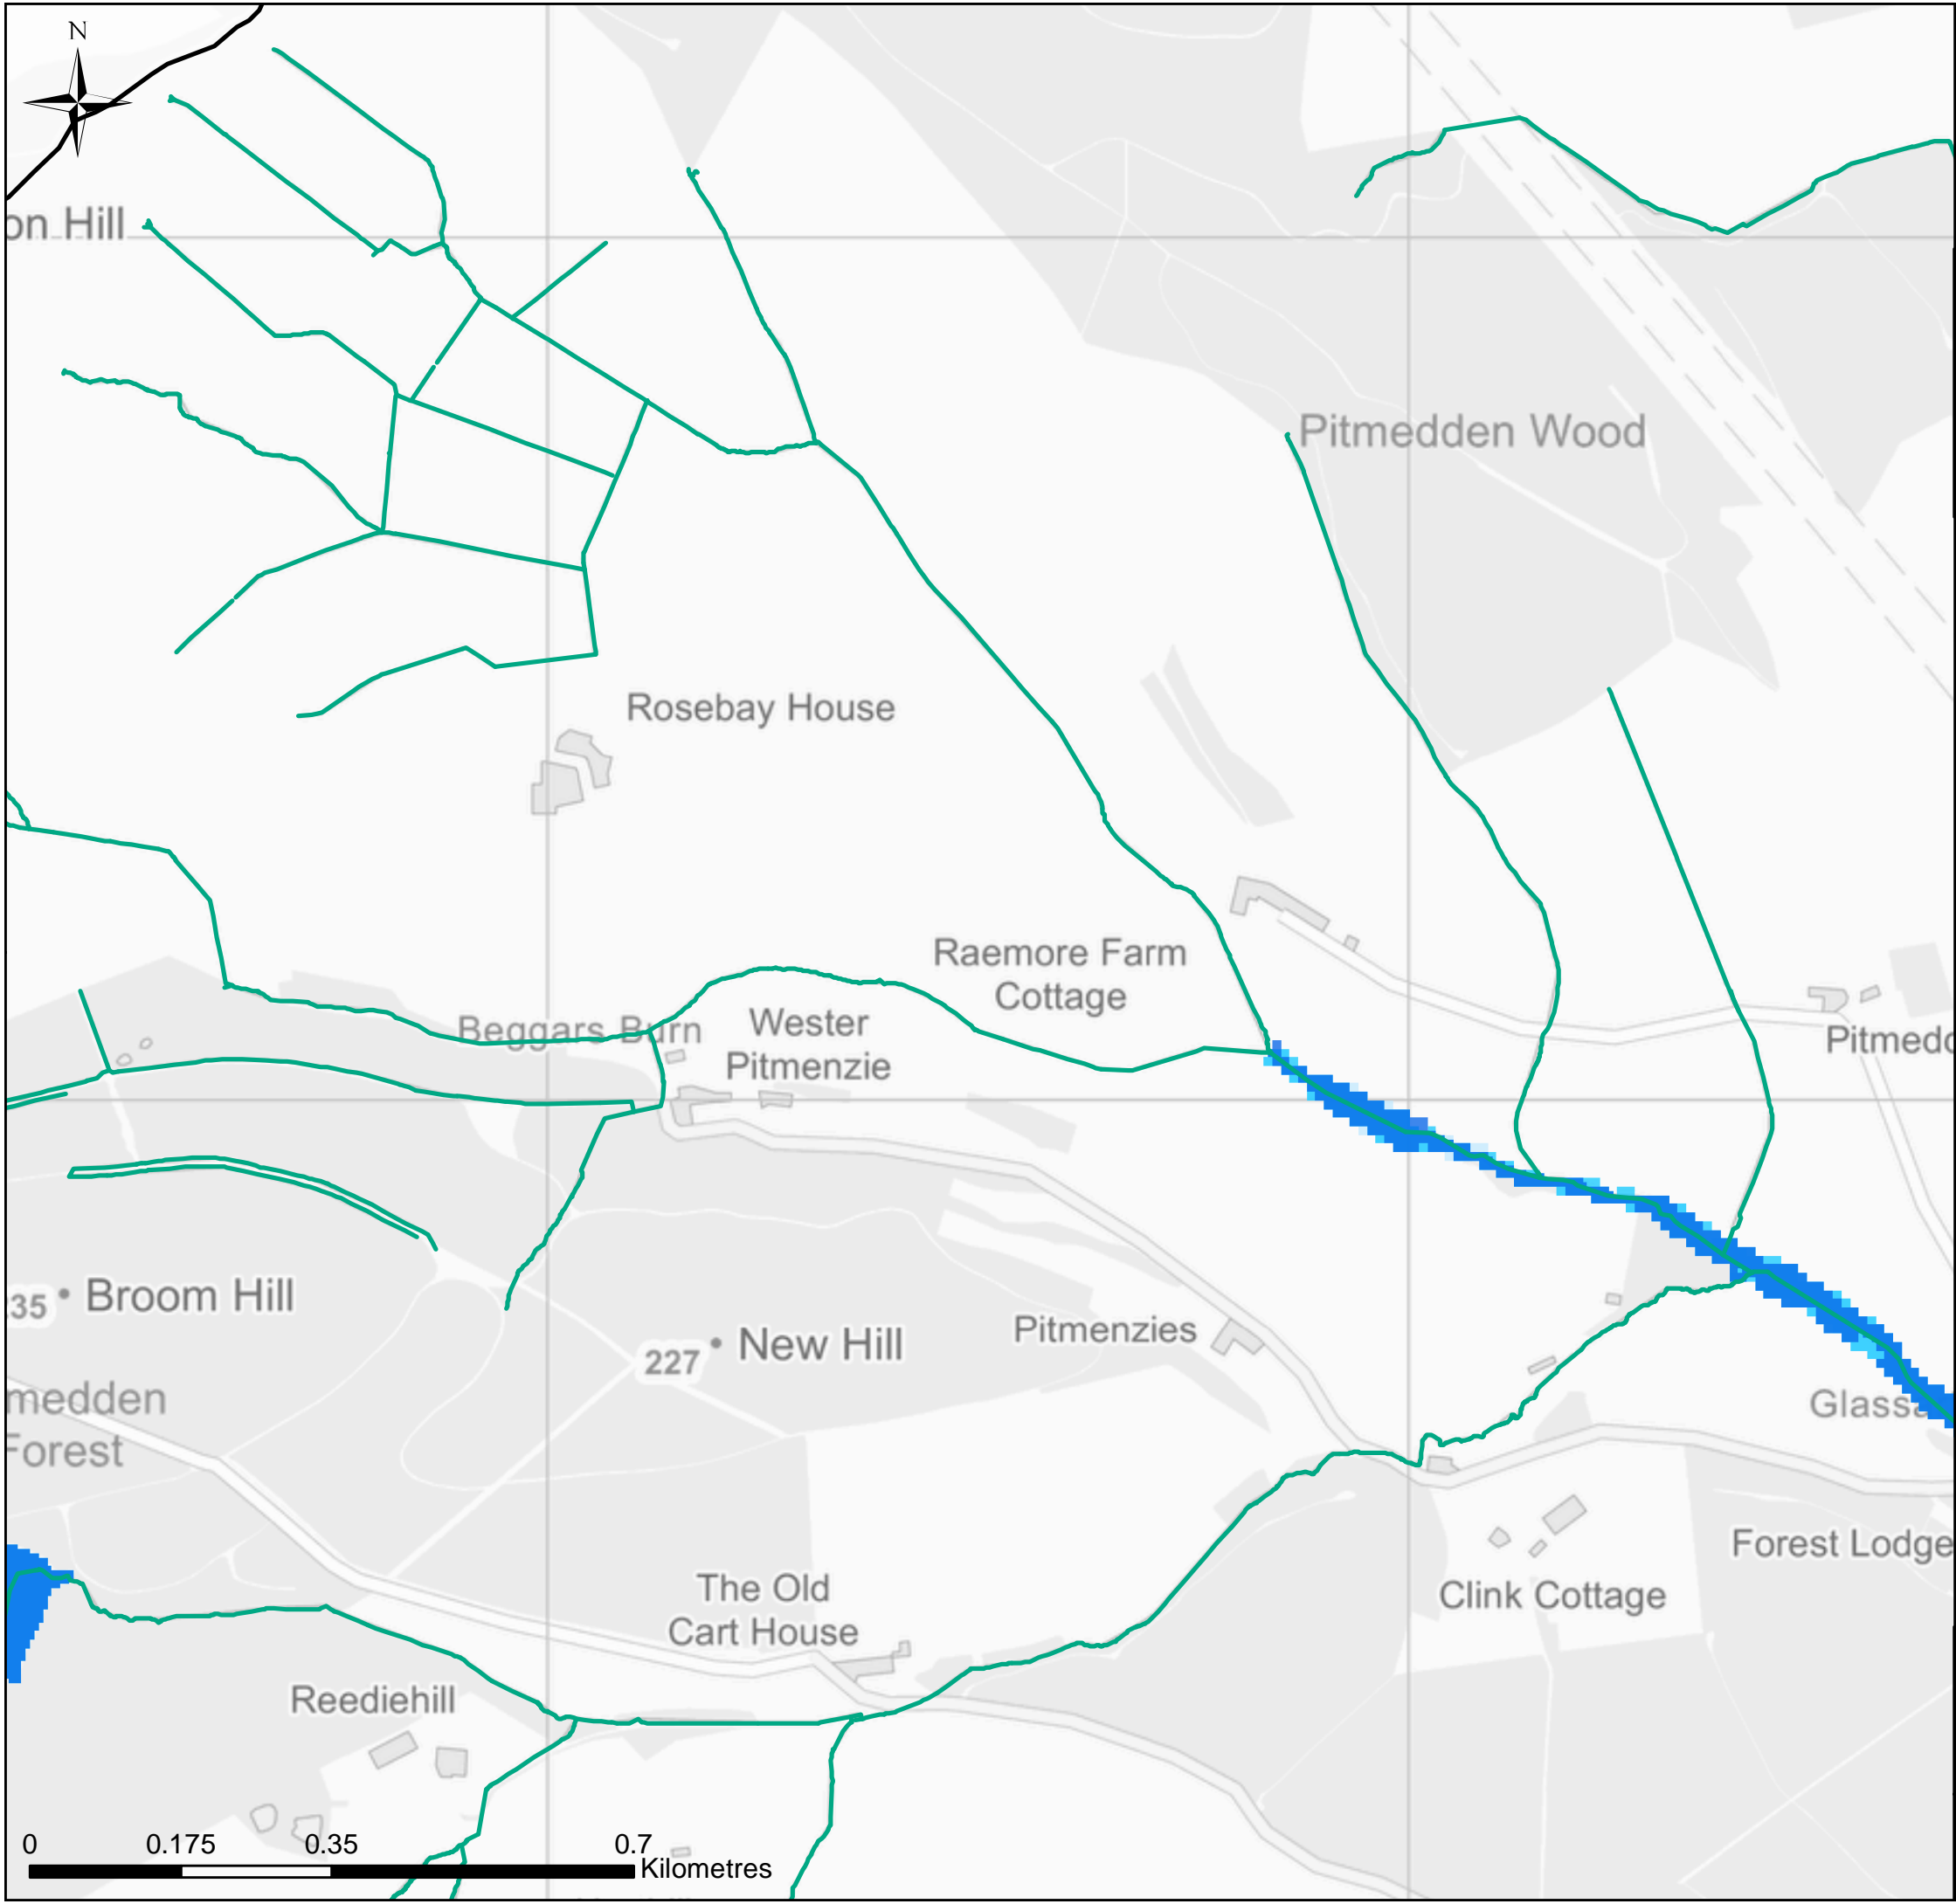 N
on Hill
Pitmedden Wood
Rosebay House
Raemore Farm
Cottage
Beggars Burn
Wester
Pitmenzie
Pitmedd
35 Broom Hill
227 New Hill
Pitmenzies
medden
Forest
Glassa
Forest Lodge
The Old
Cart House
Clink Cottage
Reediehill
0 0.175 0.35 0.7
Kilometres